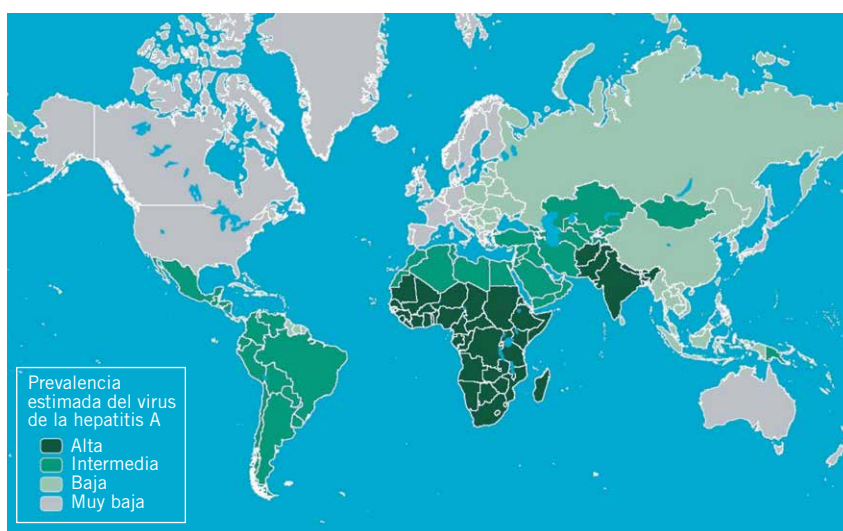 Prevalencia
estimada del virus
de la hepatitis A
Alta
Intermedia
Baja
Muy baja